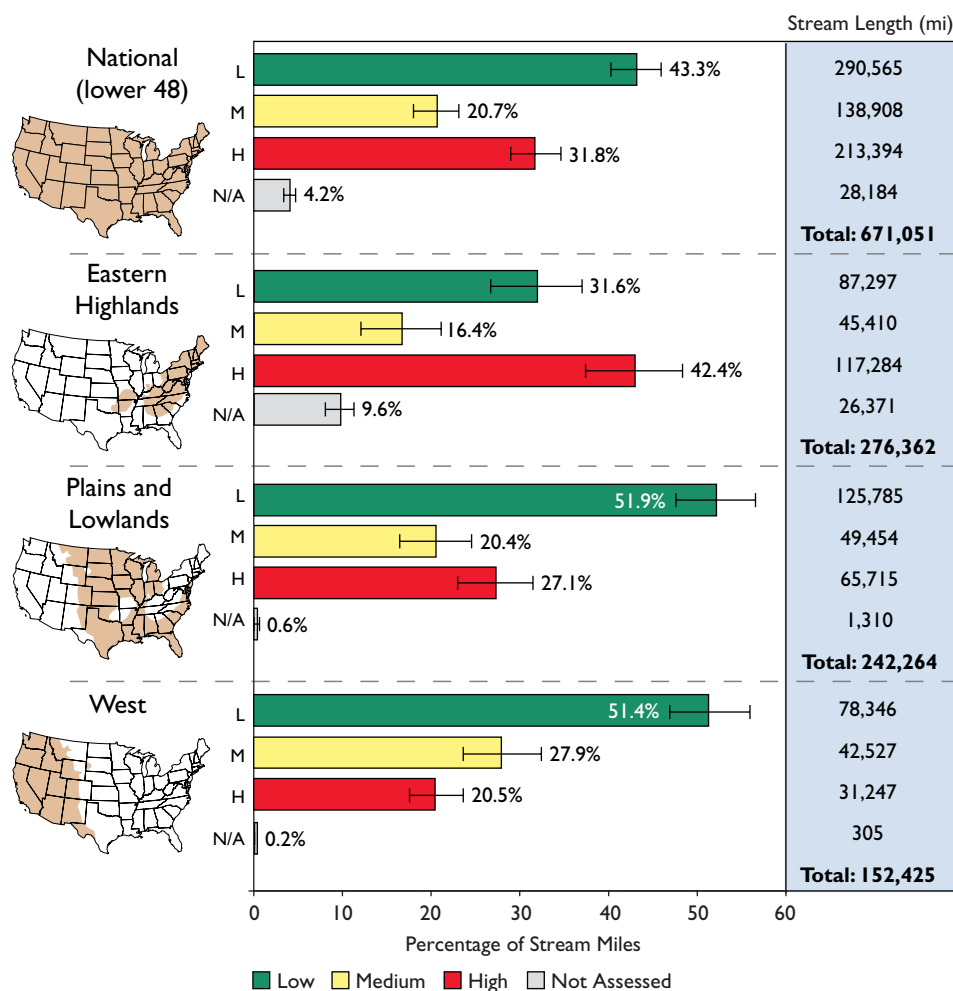 Stream Length (mi)
National
(lower 48)
L 43.3% 290,565
M 20.7% 138,908
H 31.8% 213,394
N/A 4.2% 28,184
Total: 671,051
Eastern
Highlands
L 31.6% 87,297
M 16.4% 45,410
H 42.4% 117,284
N/A 9.6% 26,371
Total: 276,362
Plains and
Lowlands
L 51.9% 125,785
M 20.4% 49,454
H 27.1% 65,715
N/A 0.6% 1,310
Total: 242,264
West
L 51.4% 78,346
M 27.9% 42,527
H 20.5% 31,247
N/A 0.2% 305
Total: 152,425
0 10 20 30 40 50 60
Percentage of Stream Miles
Low Medium High Not Assessed